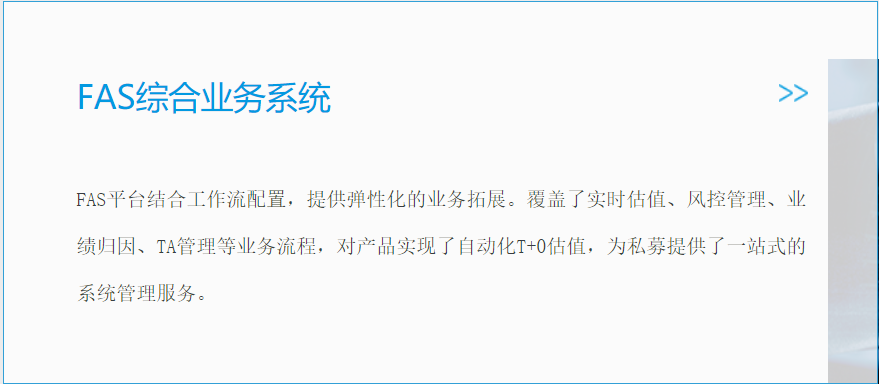 FAS综合业务系统
>>
FAS平台结合工作流配置，提供弹性化的业务拓展。覆盖了实时估值、风控管理、业
绩归因、TA管理等业务流程，对产品实现了自动化T+0估值，为私募提供了一站式的
系统管理服务。